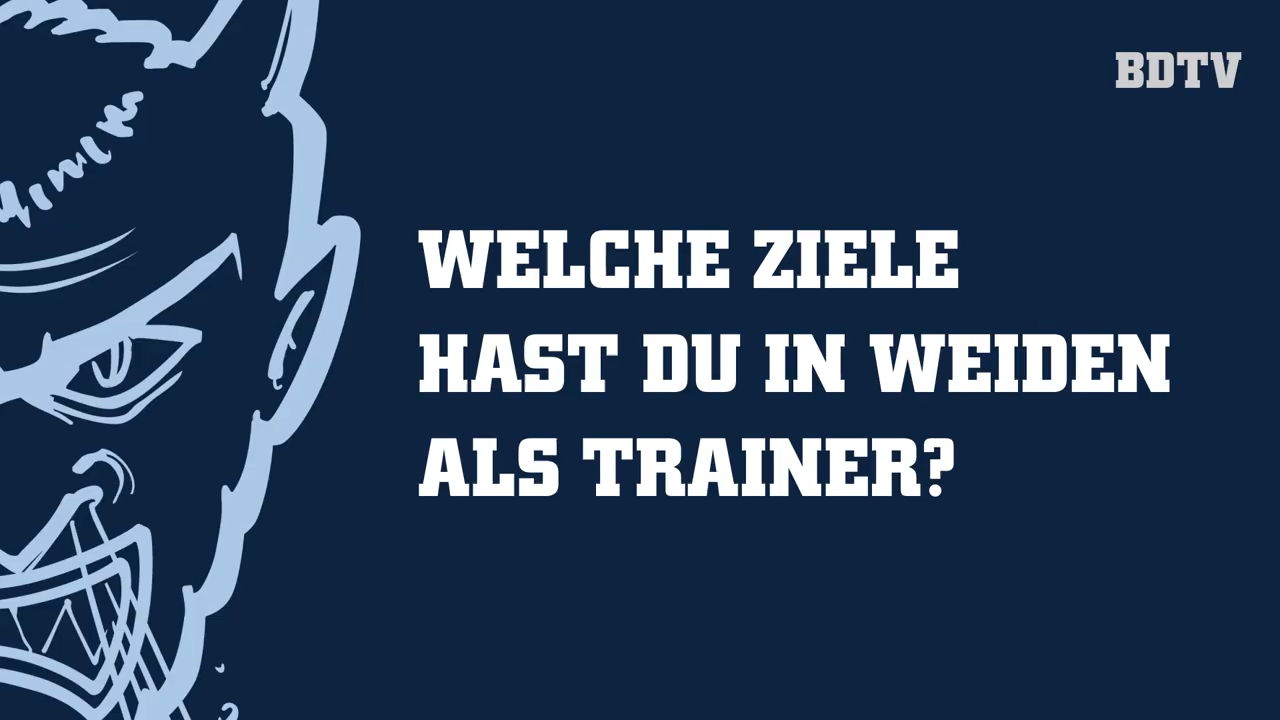 BDTV
WELCHE ZIELE
HAST DU IN WEIDEN
ALS TRAINER?